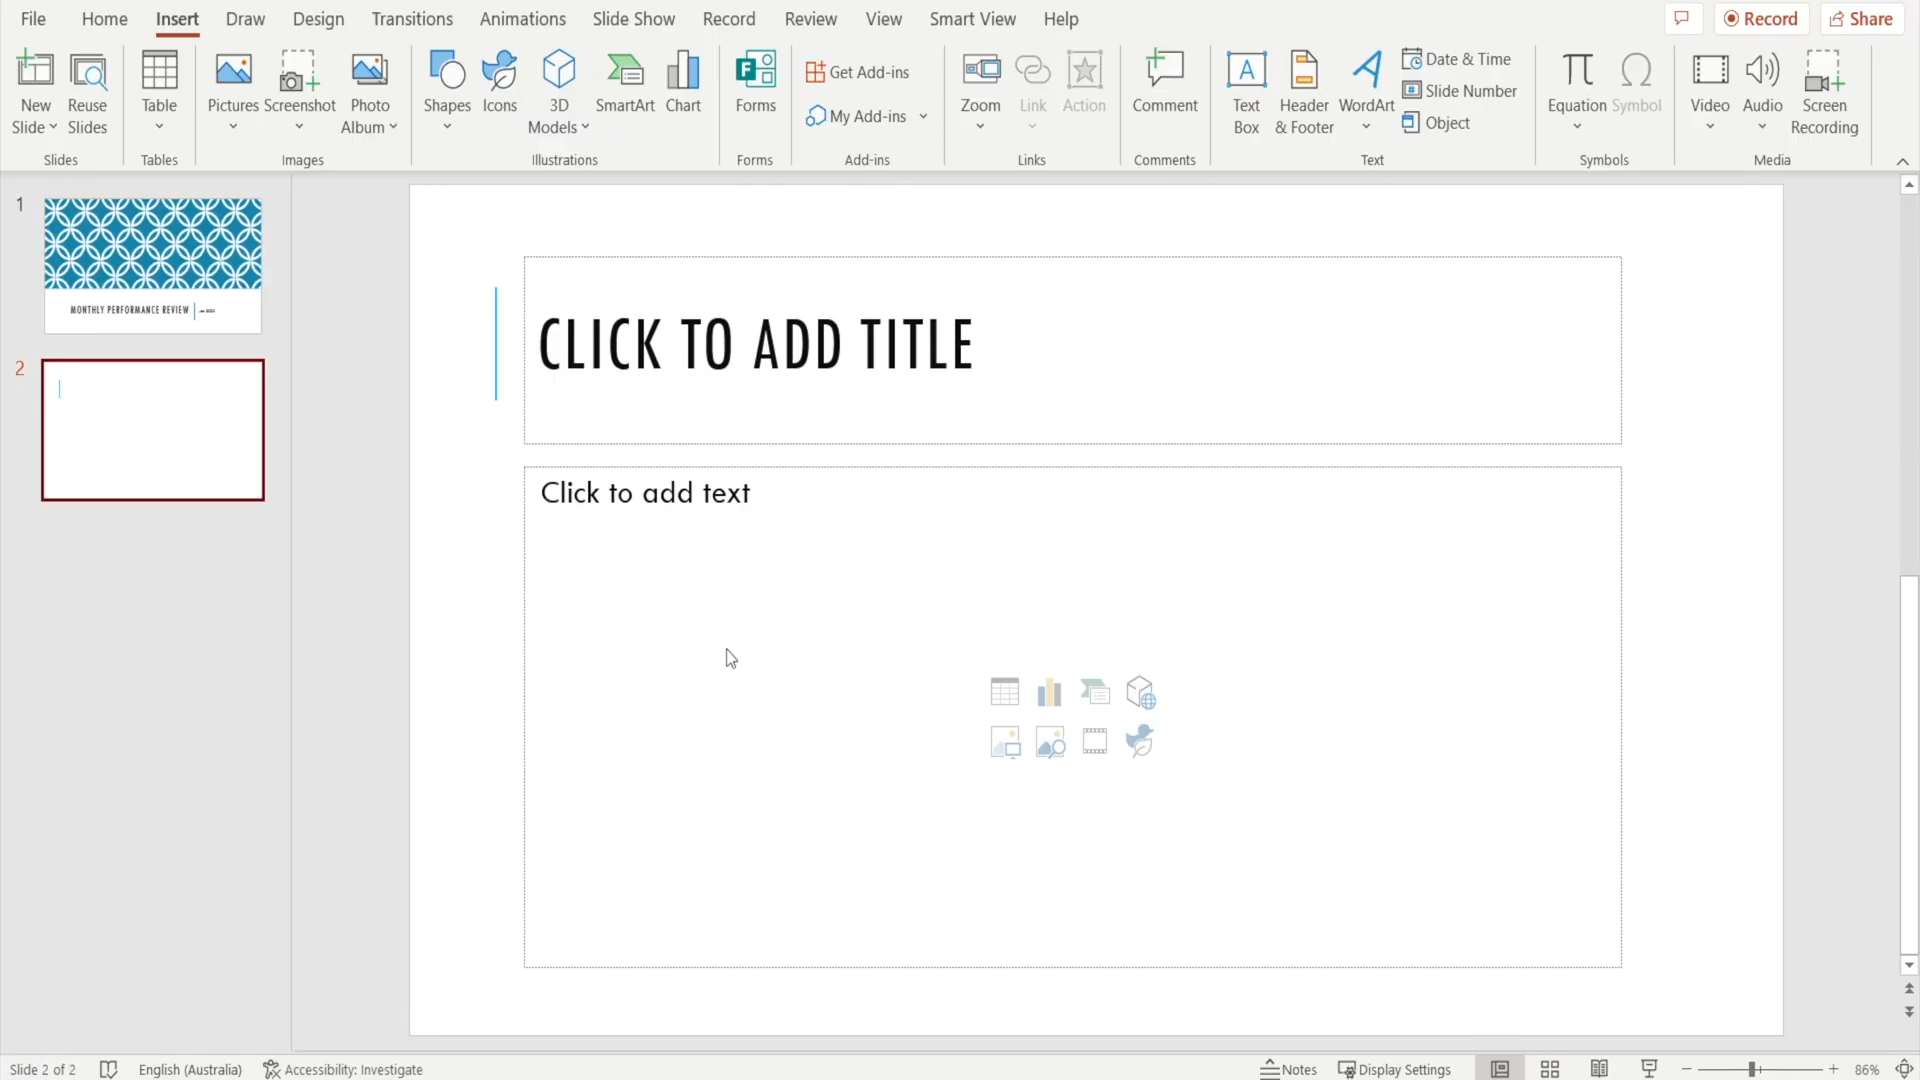 File Home Insert Draw Design Transitions Animations Slide Show Record Review View Smart View Help Record Share
New Slide Reuse Slides Table Pictures Screenshot Photo Album Shapes Icons 3D Models SmartArt Chart Forms Get Add-ins My Add-ins Zoom Link Action Comment Text Box Header & Footer WordArt Date & Time Slide Number Object Equation Symbol Video Audio Screen Recording
Slides Tables Images Illustrations Forms Add-ins Links Comments Text Symbols Media
1
MONTHLY PERFORMANCE REVIEW
2
CLICK TO ADD TITLE
Click to add text
Slide 2 of 2 English (Australia) Accessibility: Investigate Notes Display Settings 86%